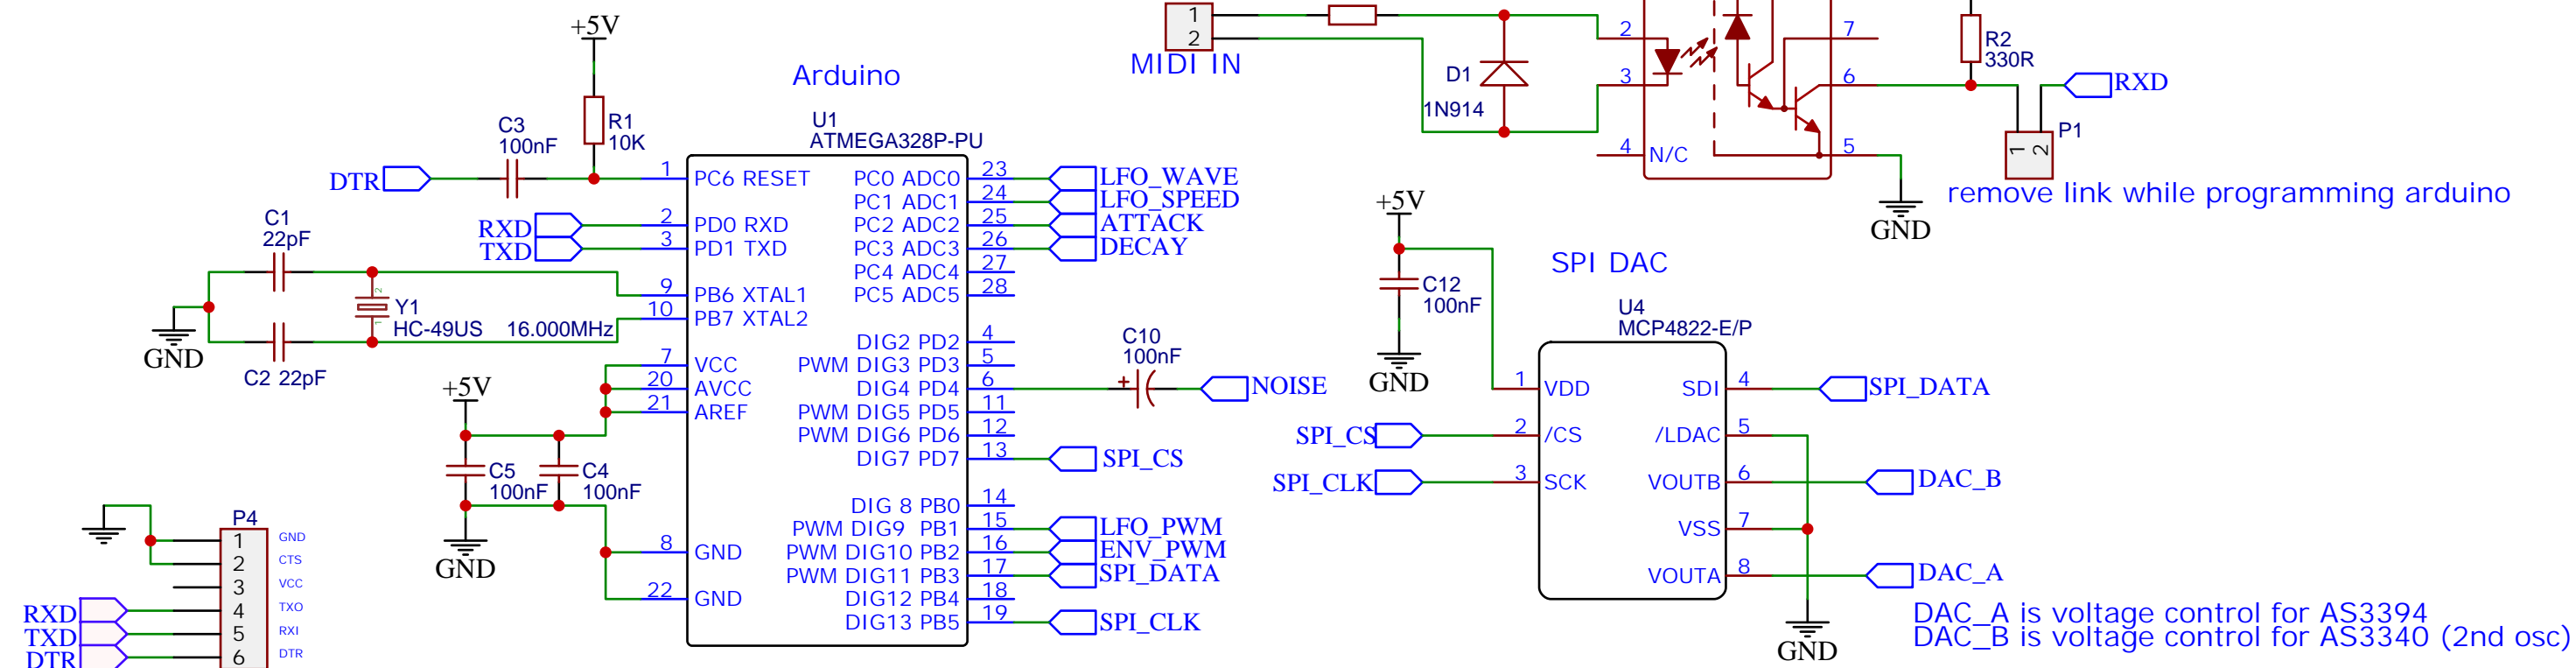 +5V
Arduino
U1
ATMEGA328P-PU
R1
10K
C3
100nF
DTR
RXD
TXD
C1
22pF
Y1
HC-49US 16.000MHz
C2 22pF
GND
+5V
C5
100nF
C4
100nF
GND
1 PC6 RESET
2 PD0 RXD
3 PD1 TXD
9 PB6 XTAL1
10 PB7 XTAL2
7 VCC
20 AVCC
21 AREF
8 GND
22 GND
PC0 ADC0 23 LFO_WAVE
PC1 ADC1 24 LFO_SPEED
PC2 ADC2 25 ATTACK
PC3 ADC3 26 DECAY
PC4 ADC4 27
PC5 ADC5 28
DIG2 PD2 4
PWM DIG3 PD3 5
DIG4 PD4 6
PWM DIG5 PD5 11
PWM DIG6 PD6 12
DIG7 PD7 13 SPI_CS
DIG 8 PB0 14
PWM DIG9 PB1 15 LFO_PWM
PWM DIG10 PB2 16 ENV_PWM
PWM DIG11 PB3 17 SPI_DATA
DIG12 PB4 18
DIG13 PB5 19 SPI_CLK
C10
100nF
+
NOISE
P4
1 GND
2 CTS
3 VCC
RXD 4 TXO
TXD 5 RXI
DTR 6 DTR
1
2
MIDI IN
D1
1N914
2
3
4 N/C
7
6
5
R2
330R
RXD
P1
1 2
GND
remove link while programming arduino
+5V
C12
100nF
GND
SPI DAC
U4
MCP4822-E/P
1 VDD
SPI_CS 2 /CS
SPI_CLK 3 SCK
SDI 4 SPI_DATA
/LDAC 5
VOUTB 6 DAC_B
VSS 7
VOUTA 8 DAC_A
GND
DAC_A is voltage control for AS3394
DAC_B is voltage control for AS3340 (2nd osc)